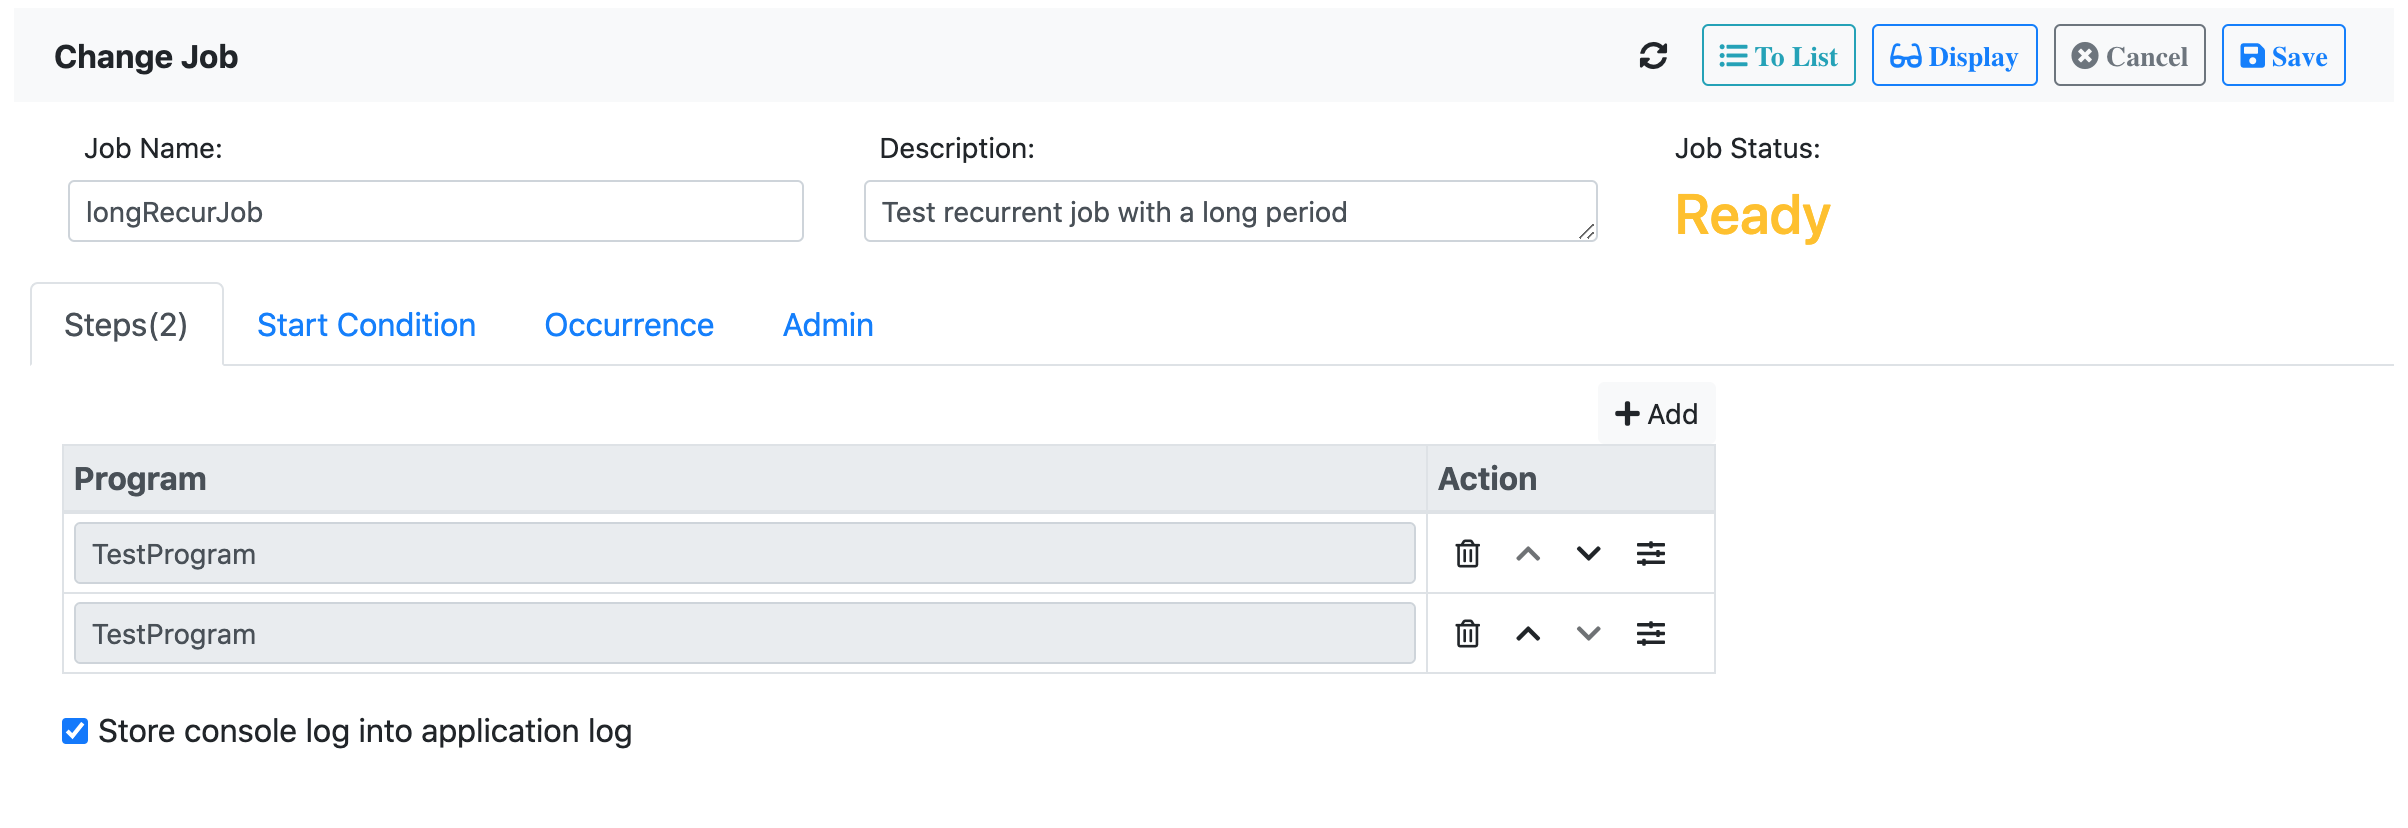 Change Job
To List
Display
Cancel
Save
Job Name:
Description:
Job Status:
longRecurJob
Test recurrent job with a long period
Ready
Steps(2)
Start Condition
Occurrence
Admin
Add
Program
Action
TestProgram
TestProgram
Store console log into application log